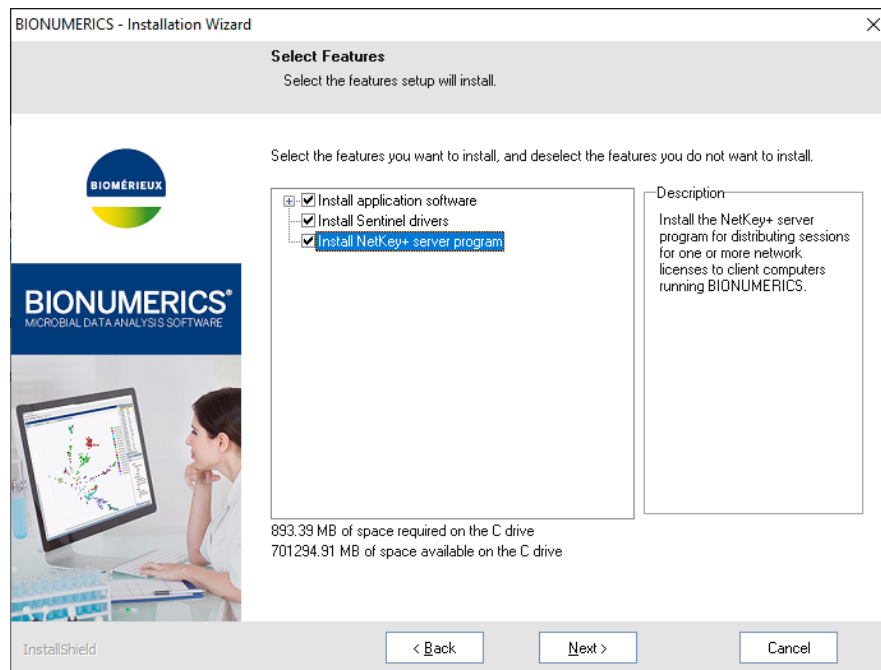 BIONUMERICS - Installation Wizard
Select Features
Select the features setup will install.
Select the features you want to install, and deselect the features you do not want to install.
BIOMÉRIEUX
BIONUMERICS®
MICROBIAL DATA ANALYSIS SOFTWARE
Install application software
Install Sentinel drivers
Install NetKey+ server program
Description
Install the NetKey+ server
program for distributing sessions
for one or more network
licenses to client computers
running BIONUMERICS.
893.39 MB of space required on the C drive
701294.91 MB of space available on the C drive
InstallShield
< Back
Next >
Cancel